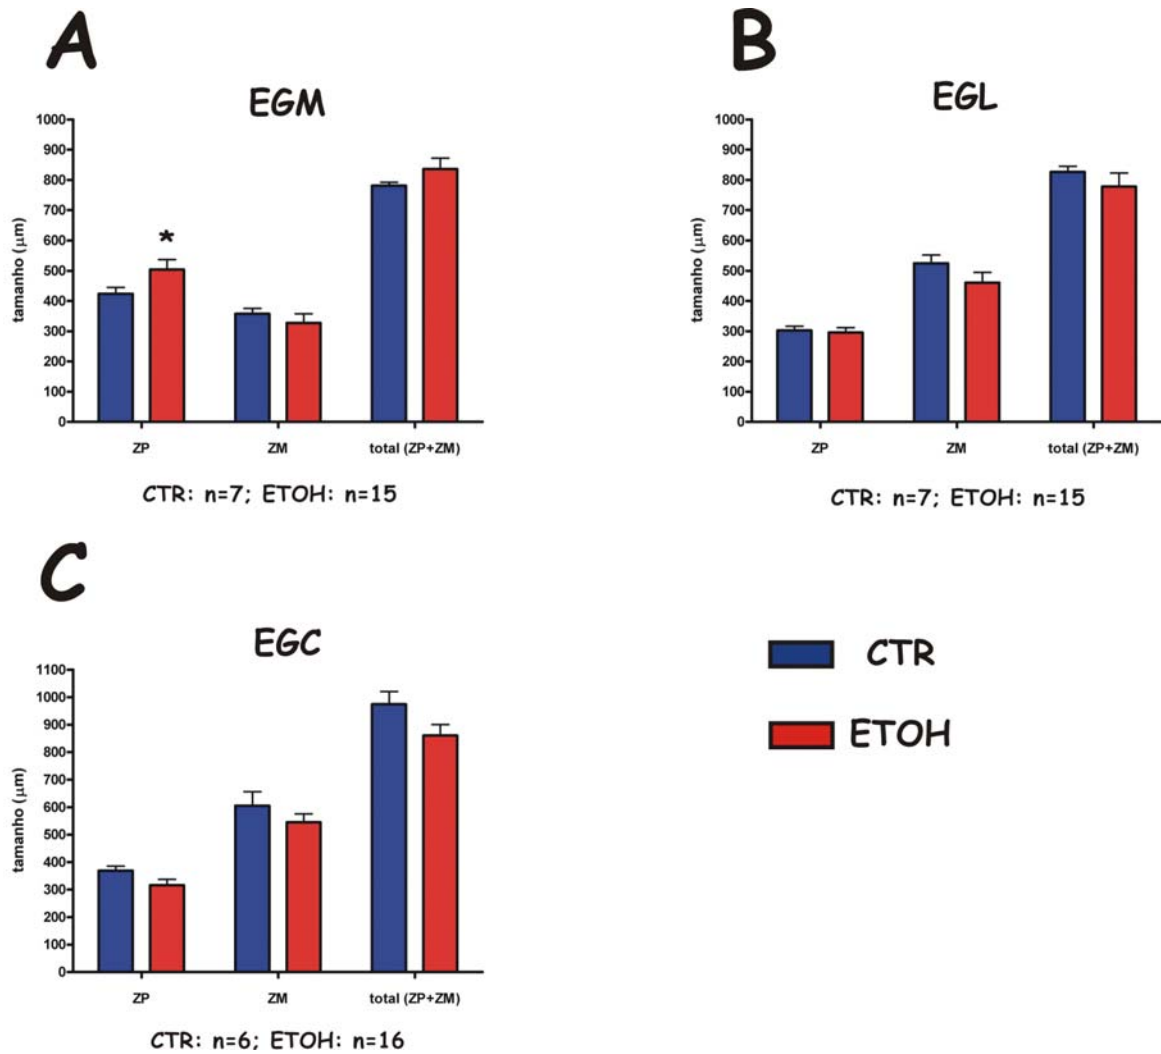 A
EGM
1000
900
800
700
600
500
400
300
200
100
0
tamanho (µm)
*
ZP ZM total (ZP+ZM)
CTR: n=7; ETOH: n=15
B
EGL
1000
900
800
700
600
500
400
300
200
100
0
tamanho (µm)
ZP ZM total (ZP+ZM)
CTR: n=7; ETOH: n=15
C
EGC
1100
1000
900
800
700
600
500
400
300
200
100
0
tamanho (µm)
ZP ZM total (ZP+ZM)
CTR: n=6; ETOH: n=16
CTR
ETOH